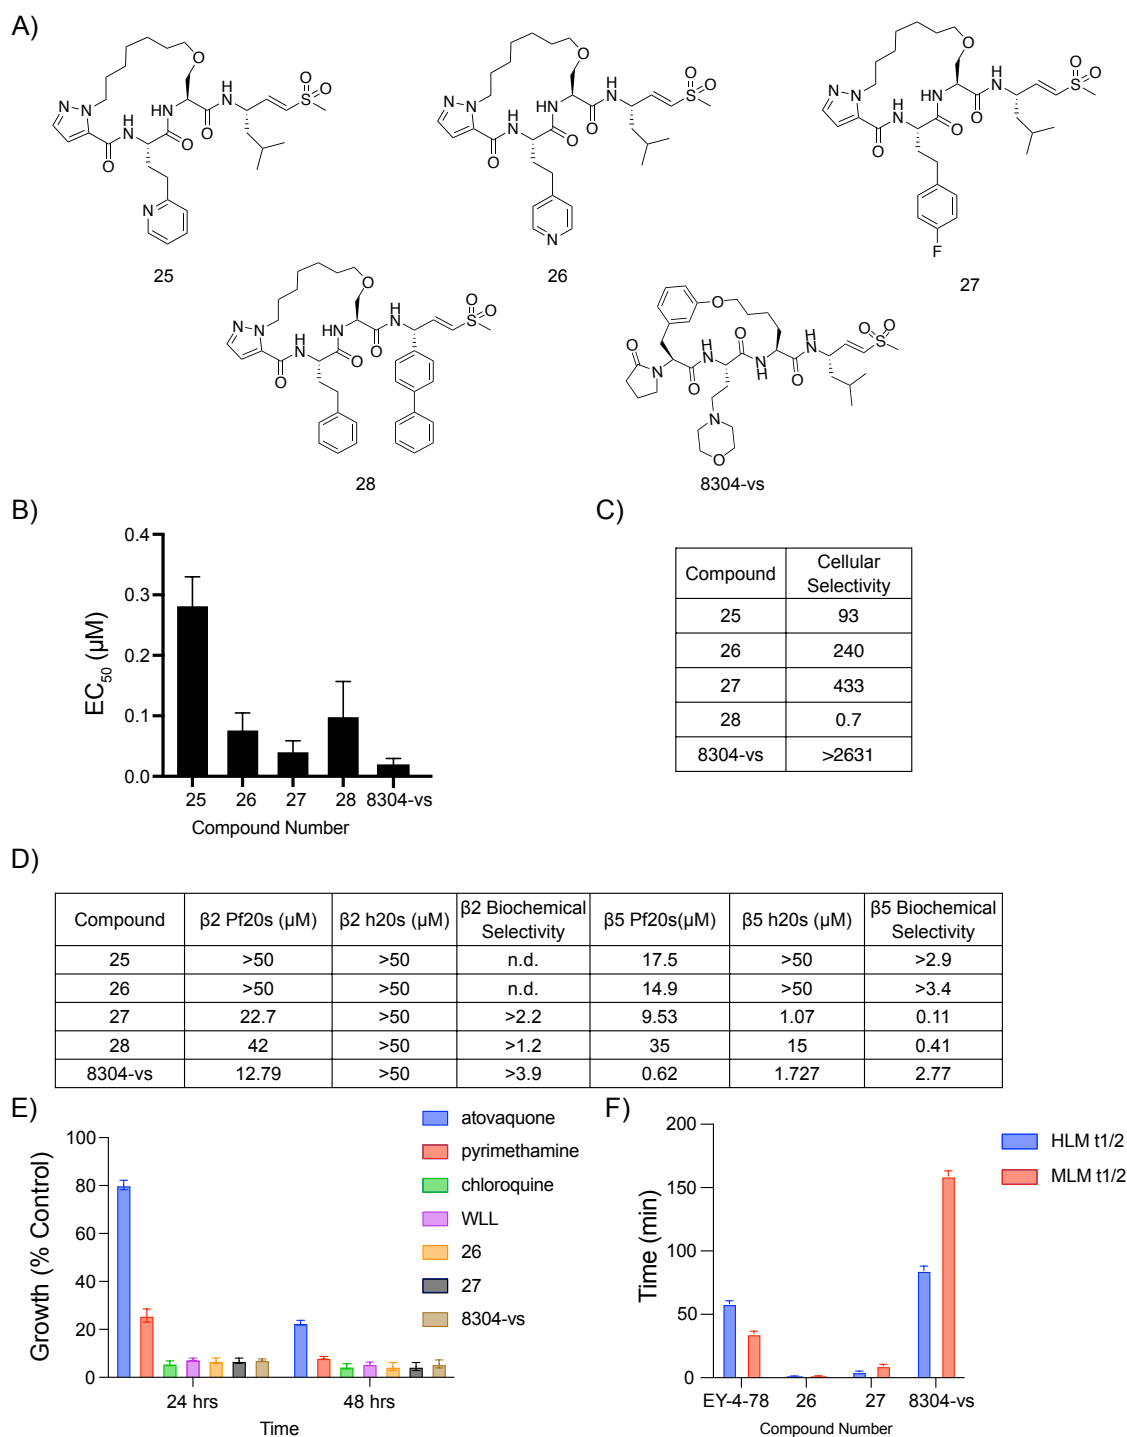 A)
25
26
27
28
8304-vs
B)
EC50 (µM)
0.4
0.3
0.2
0.1
0.0
25 26 27 28 8304-vs
Compound Number
C)
Compound Cellular Selectivity
25 93
26 240
27 433
28 0.7
8304-vs >2631
D)
Compound β2 Pf20s (µM) β2 h20s (µM) β2 Biochemical Selectivity β5 Pf20s(µM) β5 h20s (µM) β5 Biochemical Selectivity
25 >50 >50 n.d. 17.5 >50 >2.9
26 >50 >50 n.d. 14.9 >50 >3.4
27 22.7 >50 >2.2 9.53 1.07 0.11
28 42 >50 >1.2 35 15 0.41
8304-vs 12.79 >50 >3.9 0.62 1.727 2.77
E)
Growth (% Control)
100
80
60
40
20
0
24 hrs 48 hrs
Time
atovaquone
pyrimethamine
chloroquine
WLL
26
27
8304-vs
F)
Time (min)
200
150
100
50
0
EY-4-78 26 27 8304-vs
Compound Number
HLM t1/2
MLM t1/2